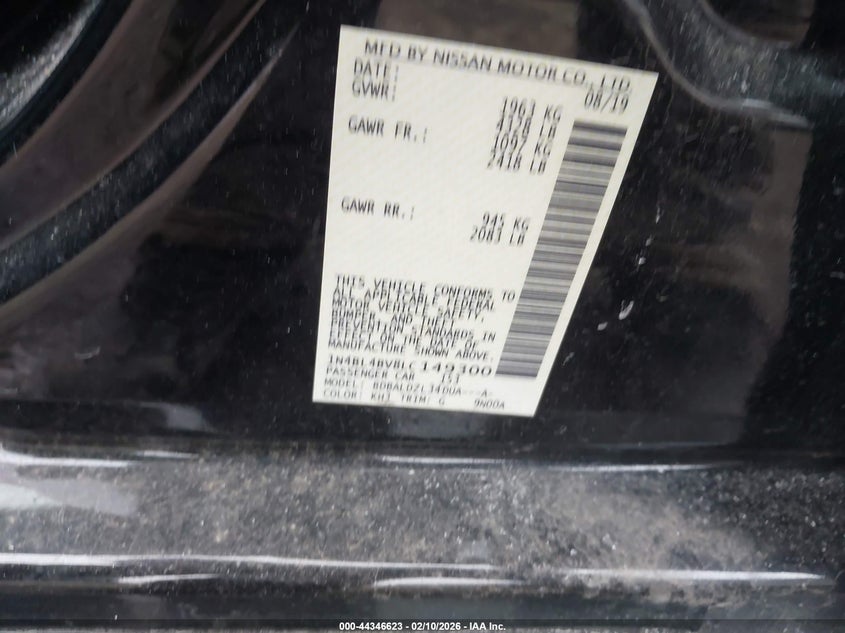 MFD BY NISSAN MOTOR CO., LTD.
DATE: 08/19
GVWR: 1963 KG
4328 LB
GAWR FR.: 1097 KG
2418 LB
GAWR RR.: 945 KG
2083 LB
THIS VEHICLE CONFORMS TO
ALL APPLICABLE FEDERAL
MOTOR VEHICLE SAFETY,
BUMPER, AND THEFT
PREVENTION STANDARDS IN
EFFECT ON THE DATE OF
MANUFACTURE SHOWN ABOVE.
1N4BL4BV8LC149300
PASSENGER CAR
MODEL: BDBALDZL34DUA---A-
COLOR: KH3 TRIM: G 9N00A
000-44346623 - 02/10/2026 - IAA Inc.